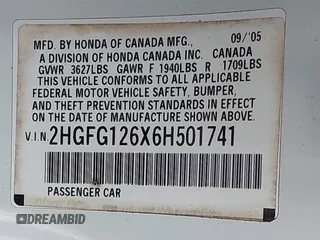 MFD. BY HONDA OF CANADA MFG., 09/'05
A DIVISION OF HONDA CANADA INC. CANADA
GVWR 3627LBS GAWR F 1940LBS R 1709LBS
THIS VEHICLE CONFORMS TO ALL APPLICABLE
FEDERAL MOTOR VEHICLE SAFETY, BUMPER,
AND THEFT PREVENTION STANDARDS IN EFFECT ON
THE DATE OF MANUFACTURE SHOWN ABOVE.
V.I.N. 2HGFG126X6H501741
PASSENGER CAR
DREAMBID